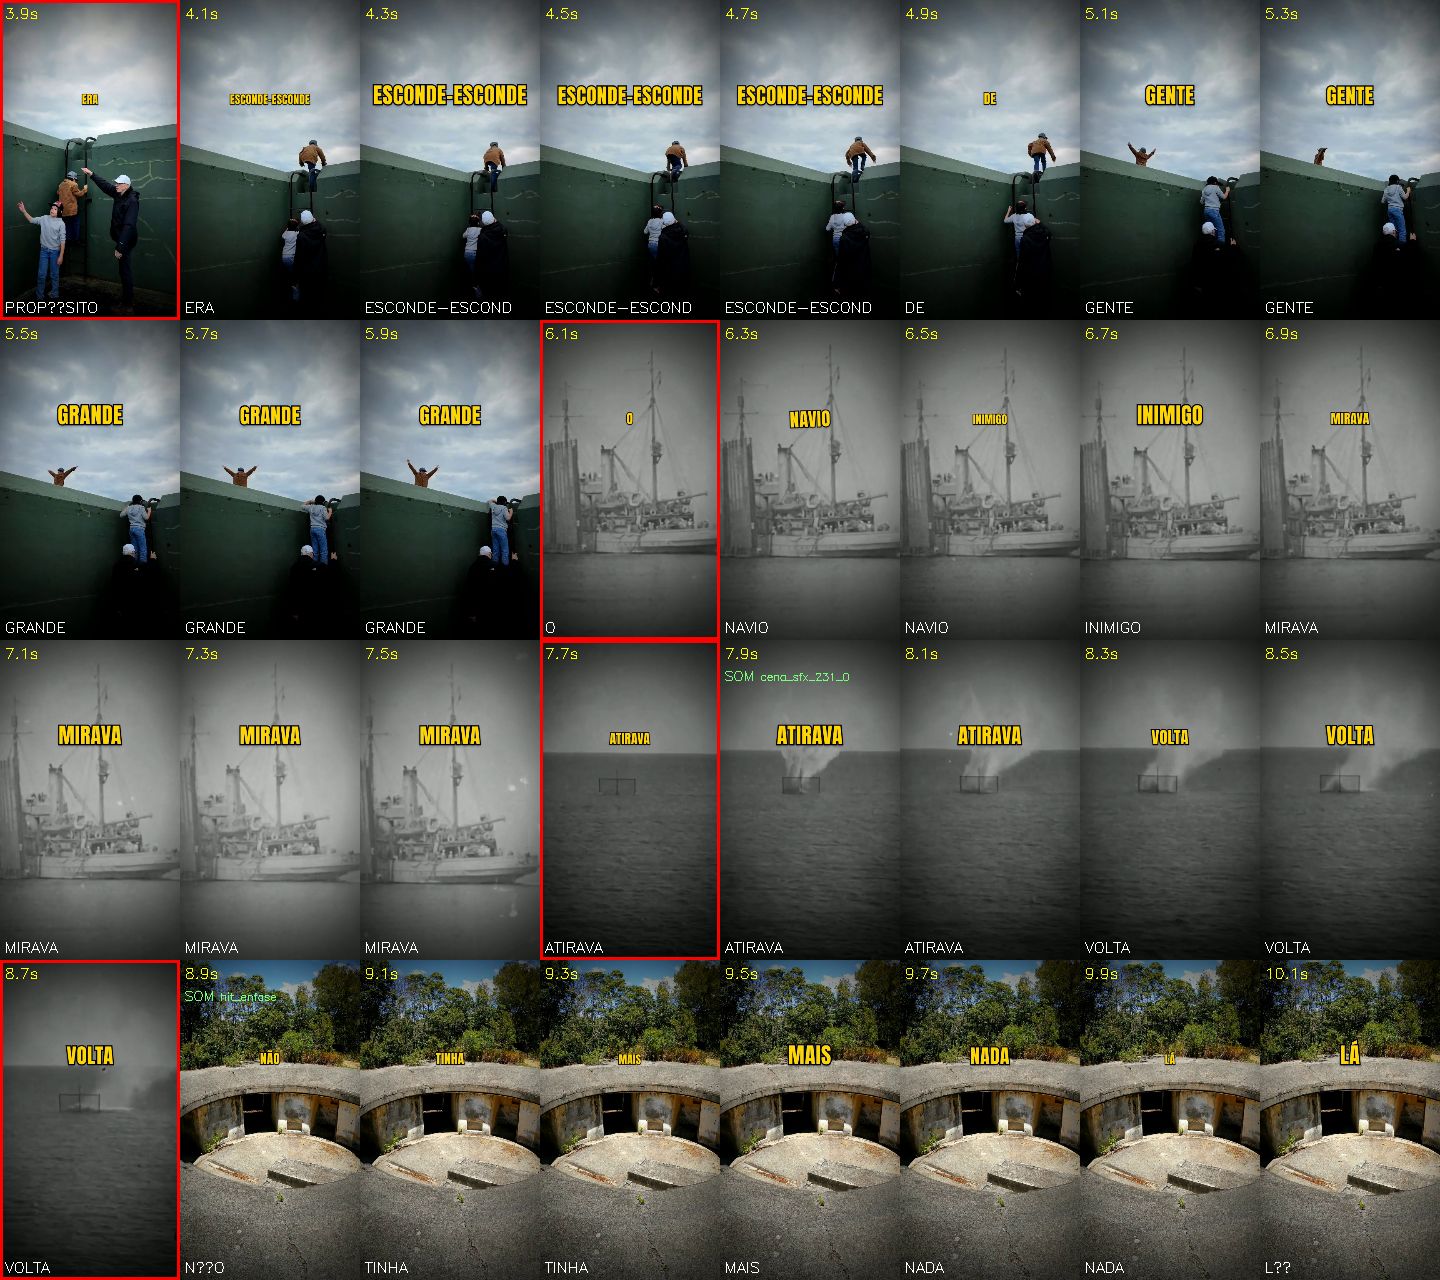 3.9s 4.1s 4.3s 4.5s 4.7s 4.9s 5.1s 5.3s
ERA ESCONDE-ESCONDE ESCONDE-ESCONDE ESCONDE-ESCONDE ESCONDE-ESCONDE DE GENTE GENTE
PROP??SITO ERA ESCONDE-ESCOND ESCONDE-ESCOND ESCONDE-ESCOND DE GENTE GENTE
5.5s 5.7s 5.9s 6.1s 6.3s 6.5s 6.7s 6.9s
GRANDE GRANDE GRANDE O NAVIO INIMIGO INIMIGO MIRAVA
GRANDE GRANDE GRANDE O NAVIO NAVIO INIMIGO MIRAVA
7.1s 7.3s 7.5s 7.7s 7.9s 8.1s 8.3s 8.5s
SOM cena_sfx_231_0
MIRAVA MIRAVA MIRAVA ATIRAVA ATIRAVA ATIRAVA VOLTA VOLTA
MIRAVA MIRAVA MIRAVA ATIRAVA ATIRAVA ATIRAVA VOLTA VOLTA
8.7s 8.9s 9.1s 9.3s 9.5s 9.7s 9.9s 10.1s
SOM hit_enfase
VOLTA NÃO TINHA MAIS MAIS NADA LÁ LÁ
VOLTA N??O TINHA TINHA MAIS NADA NADA L??